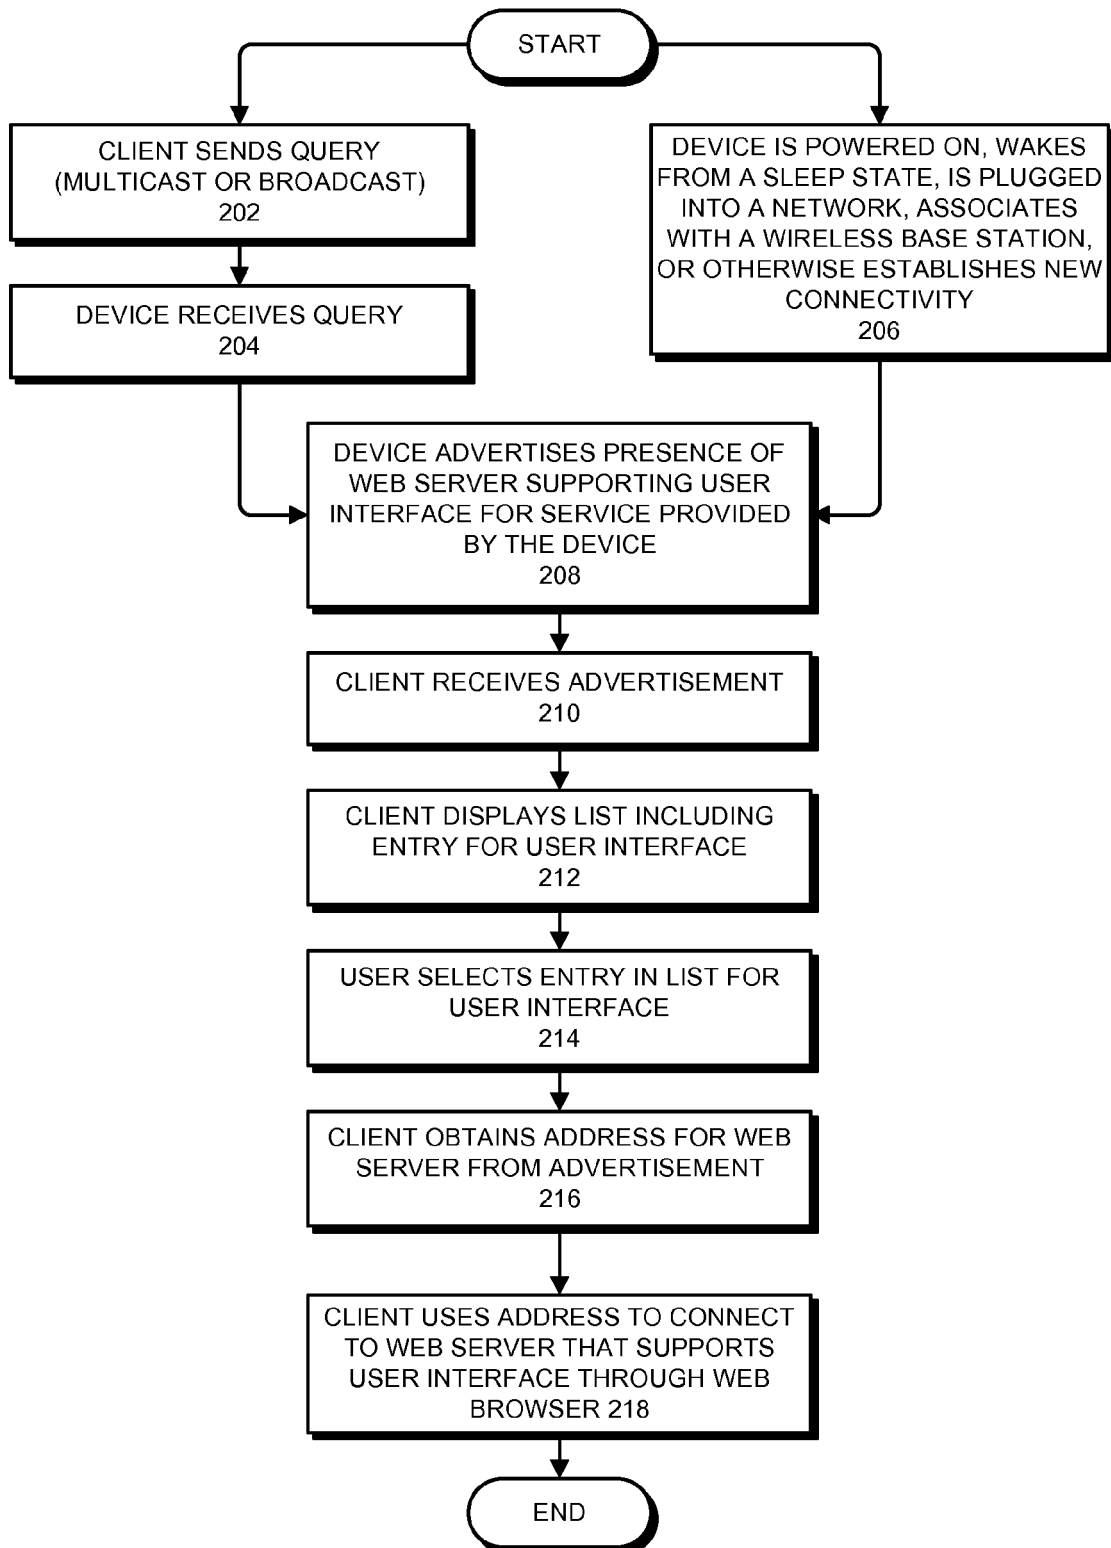 START
CLIENT SENDS QUERY
(MULTICAST OR BROADCAST)
202
DEVICE RECEIVES QUERY
204
DEVICE IS POWERED ON, WAKES
FROM A SLEEP STATE, IS PLUGGED
INTO A NETWORK, ASSOCIATES
WITH A WIRELESS BASE STATION,
OR OTHERWISE ESTABLISHES NEW
CONNECTIVITY
206
DEVICE ADVERTISES PRESENCE OF
WEB SERVER SUPPORTING USER
INTERFACE FOR SERVICE PROVIDED
BY THE DEVICE
208
CLIENT RECEIVES ADVERTISEMENT
210
CLIENT DISPLAYS LIST INCLUDING
ENTRY FOR USER INTERFACE
212
USER SELECTS ENTRY IN LIST FOR
USER INTERFACE
214
CLIENT OBTAINS ADDRESS FOR WEB
SERVER FROM ADVERTISEMENT
216
CLIENT USES ADDRESS TO CONNECT
TO WEB SERVER THAT SUPPORTS
USER INTERFACE THROUGH WEB
BROWSER 218
END